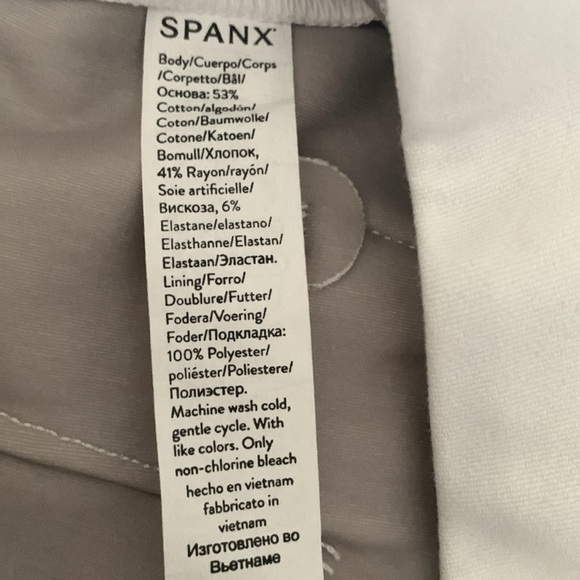 SPANX
Body/Cuerpo/Corps
/Corpetto/Bål/
Основа: 53%
Cotton/algodón/
Coton/Baumwolle/
Cotone/Katoen/
Bomull/Хлопок,
41% Rayon/rayón/
Soie artificielle/
Вискоза, 6%
Elastane/elastano/
Elasthanne/Elastan/
Elastaan/Эластан.
Lining/Forro/
Doublure/Futter/
Fodera/Voering/
Foder/Подкладка:
100% Polyester/
poliéster/Poliestere/
Полиэстер.
Machine wash cold,
gentle cycle. With
like colors. Only
non-chlorine bleach
hecho en vietnam
fabbricato in
vietnam
Изготовлено во
Вьетнаме